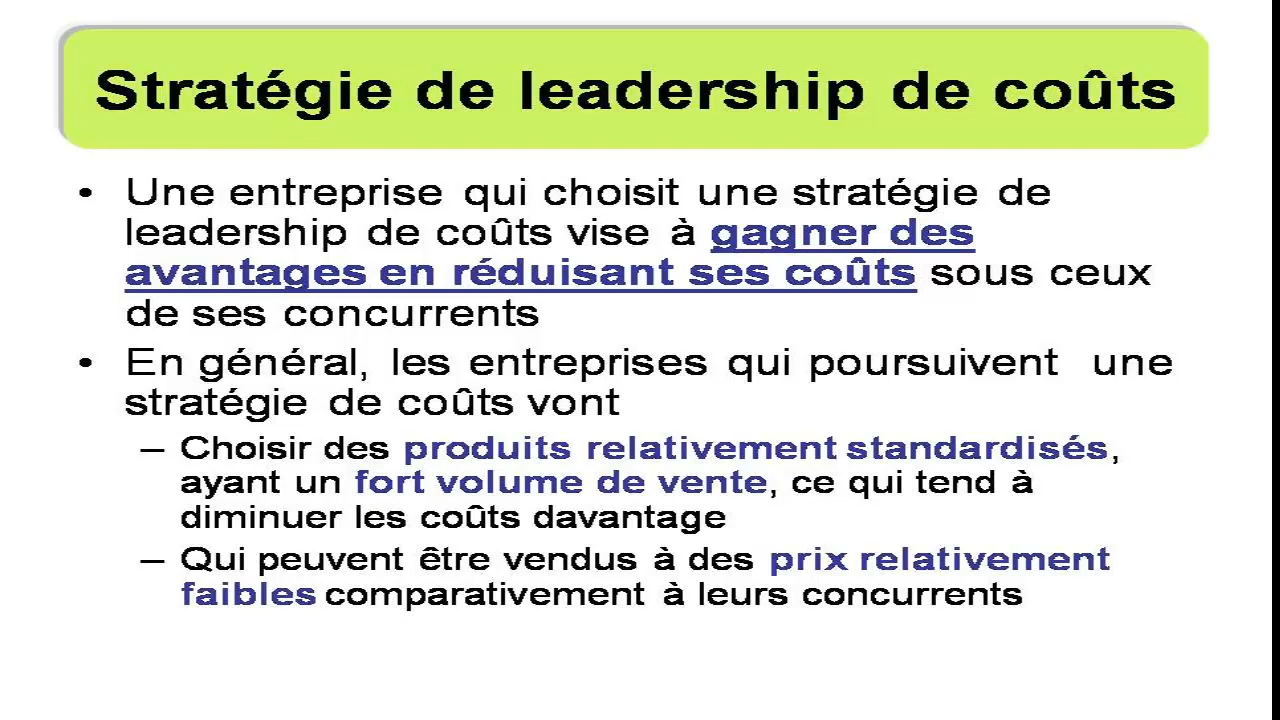 Stratégie de leadership de coûts
• Une entreprise qui choisit une stratégie de
leadership de coûts vise à gagner des
avantages en réduisant ses coûts sous ceux
de ses concurrents
• En général, les entreprises qui poursuivent une
stratégie de coûts vont
– Choisir des produits relativement standardisés,
ayant un fort volume de vente, ce qui tend à
diminuer les coûts davantage
– Qui peuvent être vendus à des prix relativement
faibles comparativement à leurs concurrents